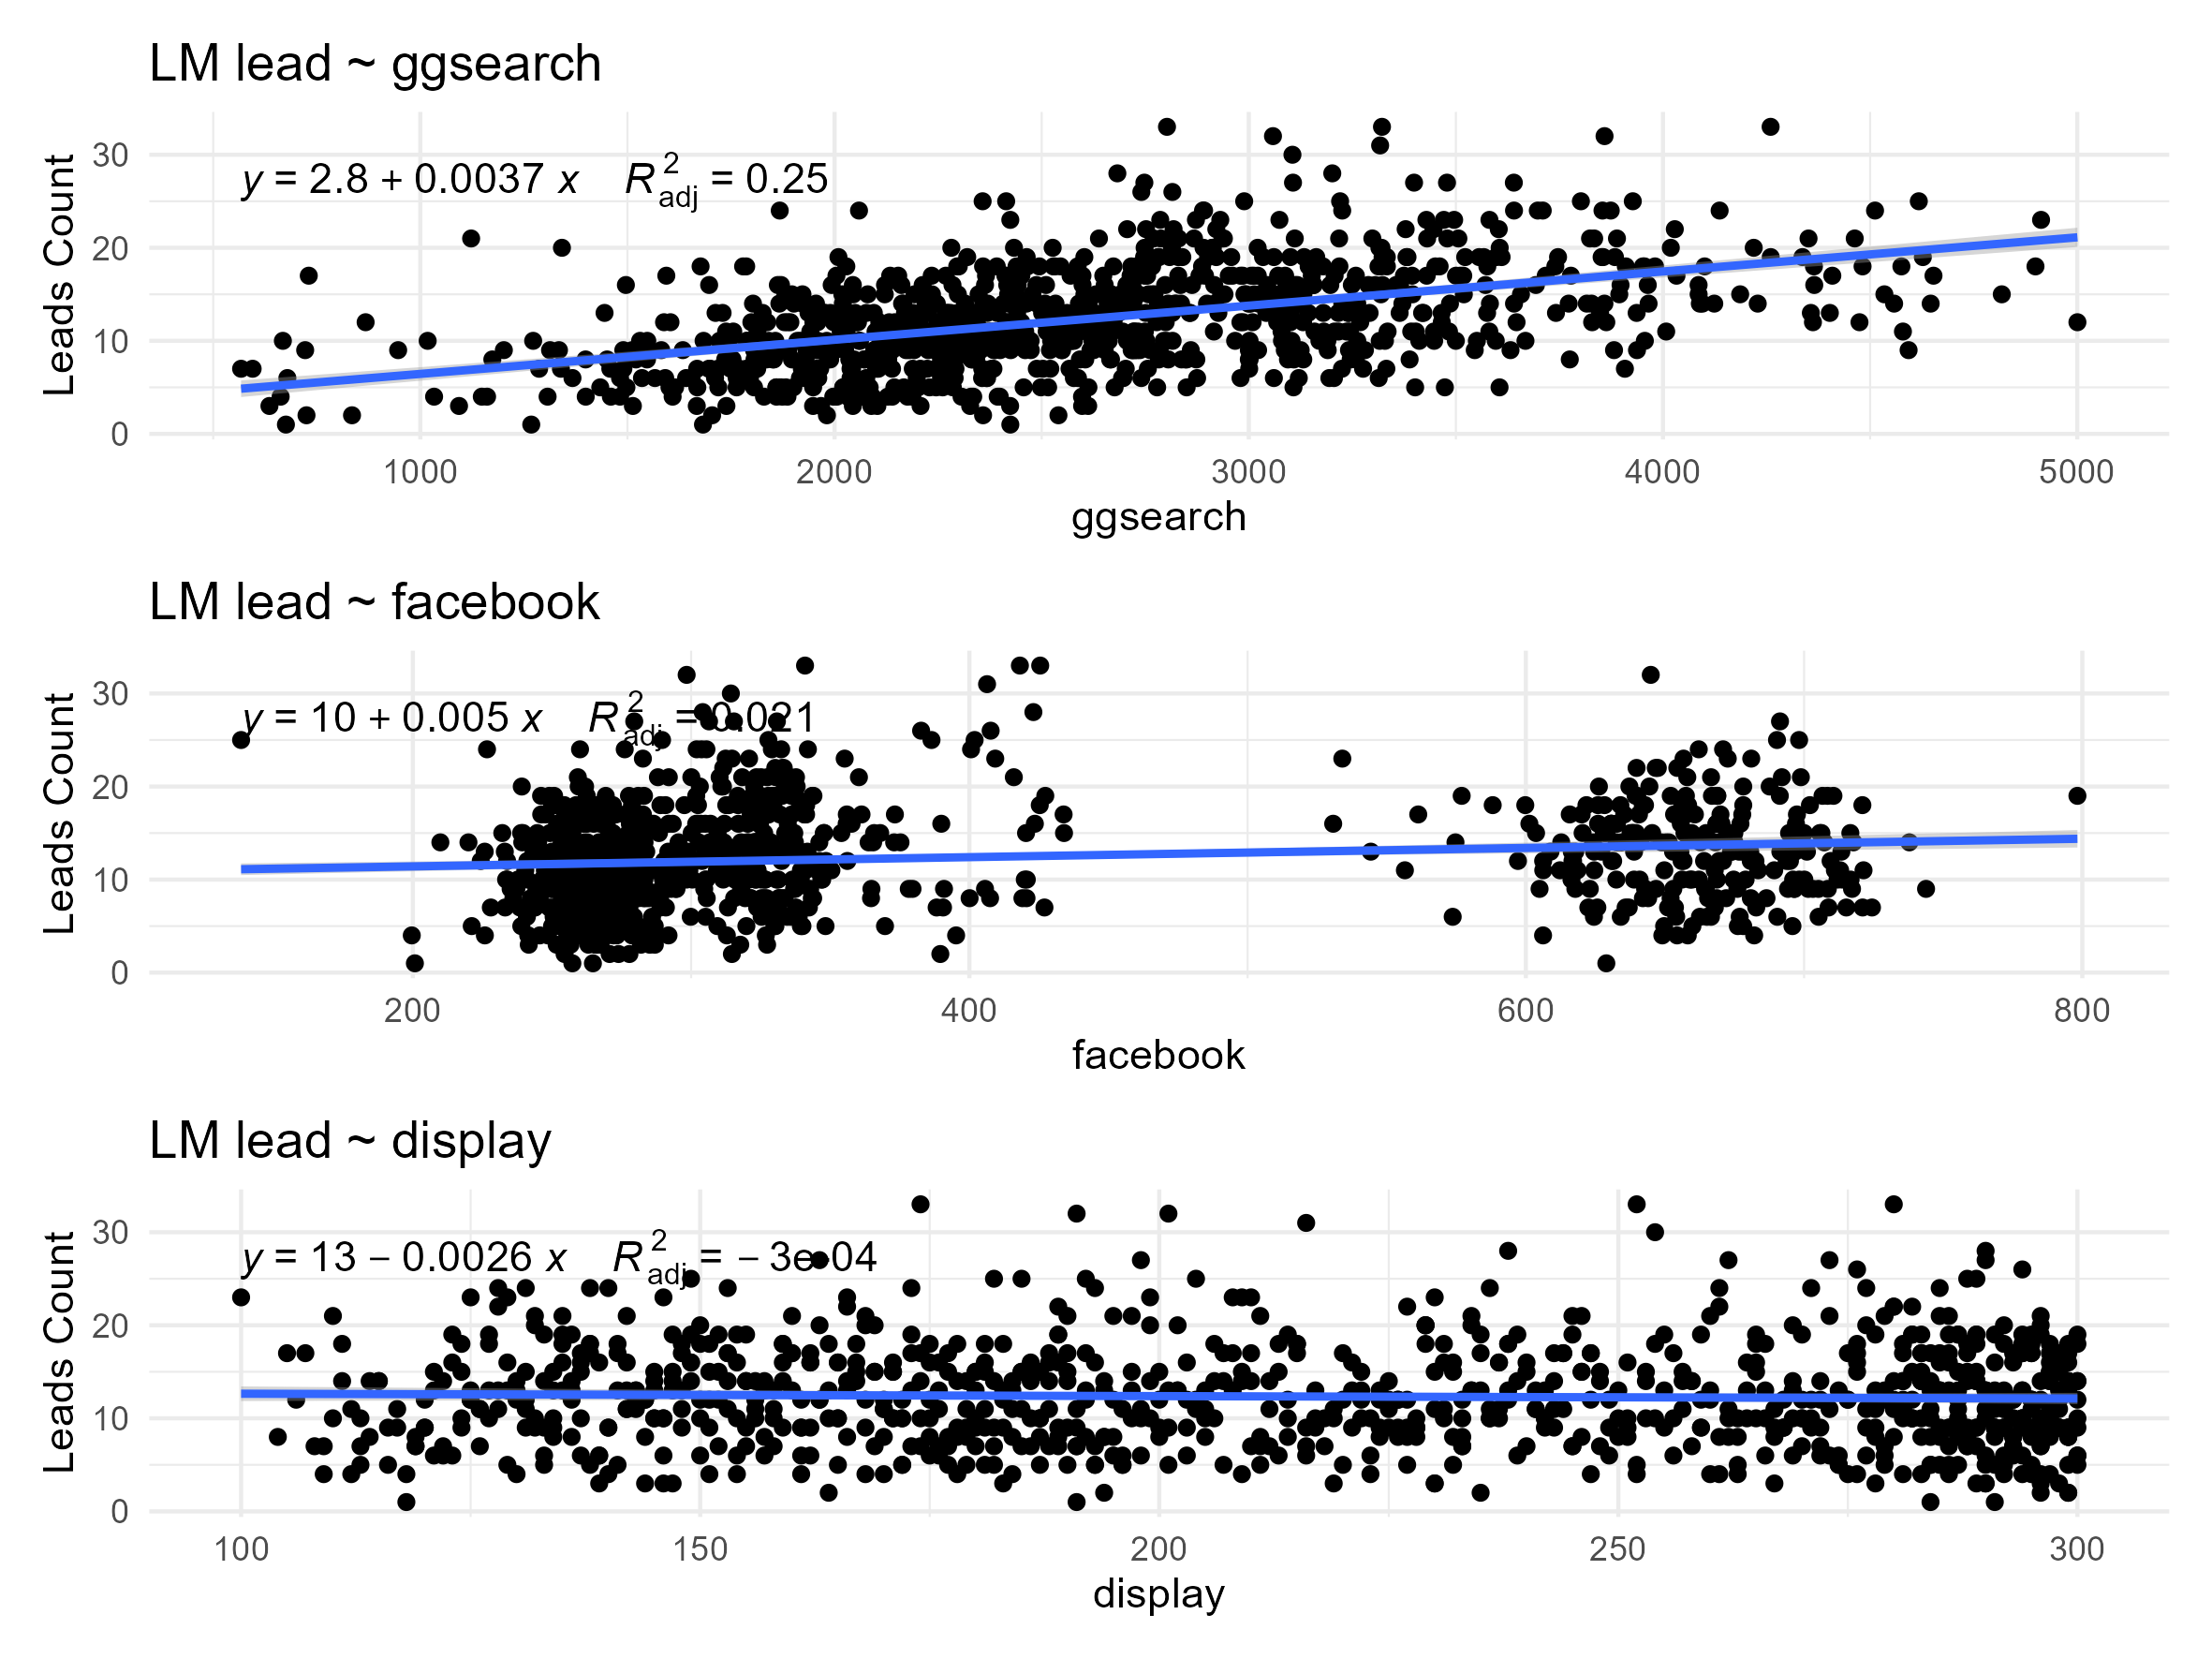 LM lead ~ ggsearch
Leads Count
30
20
10
0
y = 2.8 + 0.0037 x R²adj = 0.25
1000 2000 3000 4000 5000
ggsearch
LM lead ~ facebook
Leads Count
30
20
10
0
y = 10 + 0.005 x R²adj = 0.021
200 400 600 800
facebook
LM lead ~ display
Leads Count
30
20
10
0
y = 13 − 0.0026 x R²adj = − 3e−04
100 150 200 250 300
display